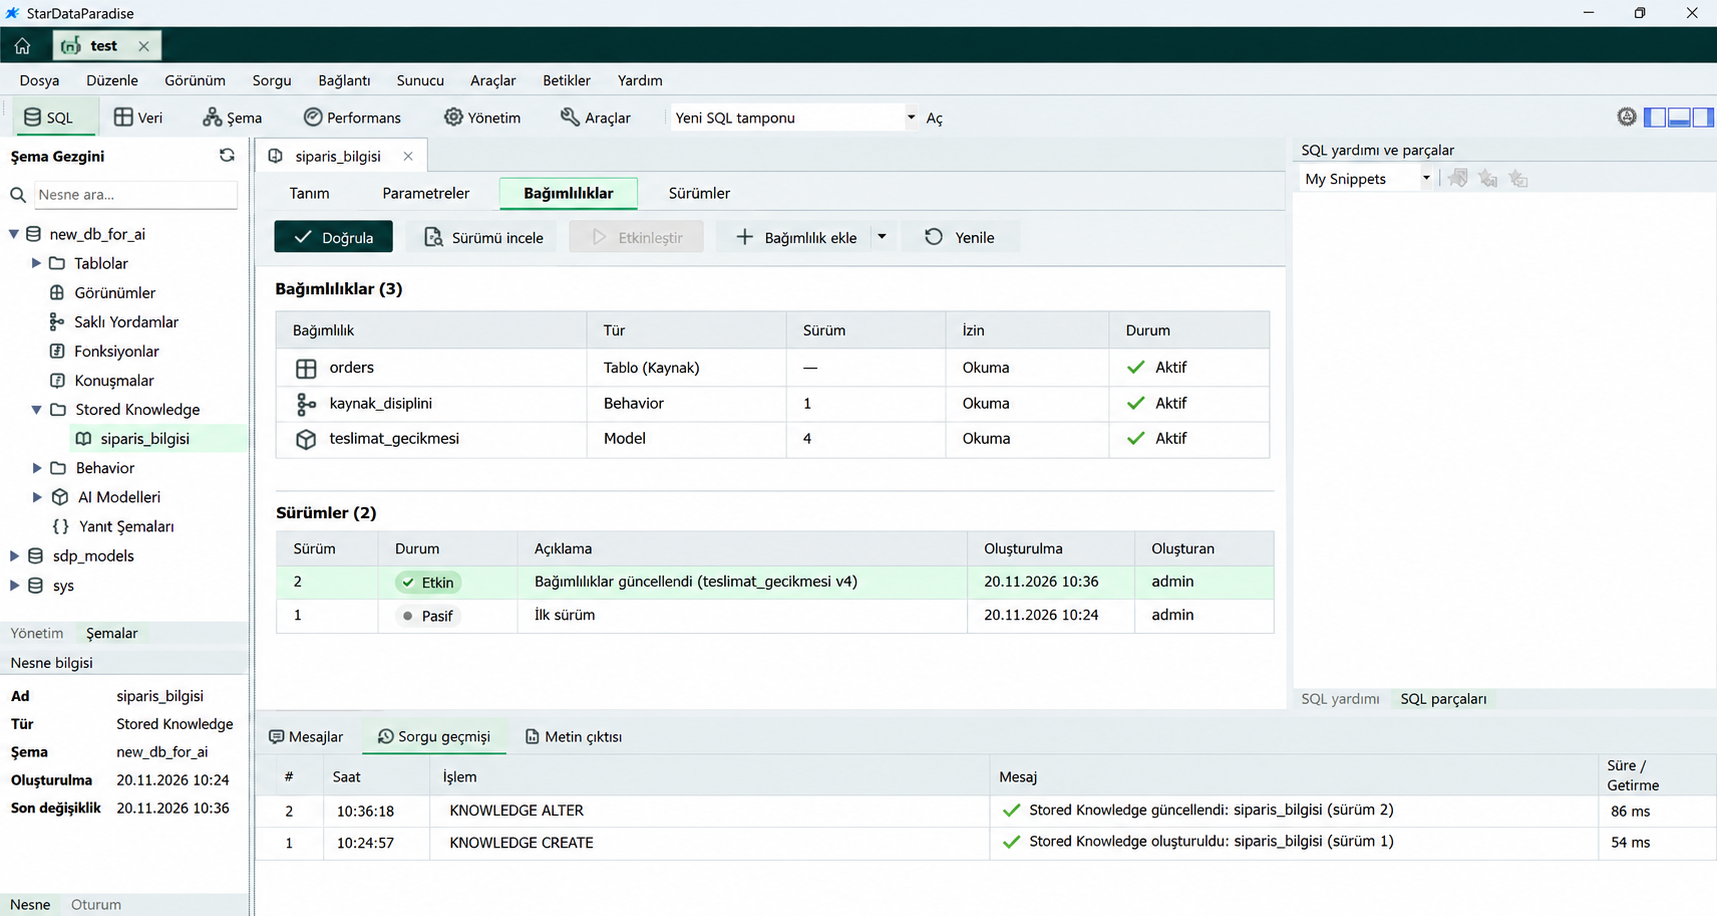 StarDataParadise
test
Dosya Düzenle Görünüm Sorgu Bağlantı Sunucu Araçlar Betikler Yardım
SQL Veri Şema Performans Yönetim Araçlar Yeni SQL tamponu Aç
Şema Gezgini
Nesne ara...
new_db_for_ai
Tablolar
Görünümler
Saklı Yordamlar
Fonksiyonlar
Konuşmalar
Stored Knowledge
siparis_bilgisi
Behavior
AI Modelleri
Yanıt Şemaları
sdp_models
sys
Yönetim Şemalar
Nesne bilgisi
Ad siparis_bilgisi
Tür Stored Knowledge
Şema new_db_for_ai
Oluşturulma 20.11.2026 10:24
Son değişiklik 20.11.2026 10:36
Nesne Oturum
siparis_bilgisi
Tanım Parametreler Bağımlılıklar Sürümler
Doğrula Sürümü incele Etkinleştir Bağımlılık ekle Yenile
Bağımlılıklar (3)
Bağımlılık Tür Sürüm İzin Durum
orders Tablo (Kaynak) — Okuma Aktif
kaynak_disiplini Behavior 1 Okuma Aktif
teslimat_gecikmesi Model 4 Okuma Aktif
Sürümler (2)
Sürüm Durum Açıklama Oluşturulma Oluşturan
2 Etkin Bağımlılıklar güncellendi (teslimat_gecikmesi v4) 20.11.2026 10:36 admin
1 Pasif İlk sürüm 20.11.2026 10:24 admin
SQL yardımı ve parçalar
My Snippets
SQL yardımı SQL parçaları
Mesajlar Sorgu geçmişi Metin çıktısı
# Saat İşlem Mesaj Süre /
Getirme
2 10:36:18 KNOWLEDGE ALTER Stored Knowledge güncellendi: siparis_bilgisi (sürüm 2) 86 ms
1 10:24:57 KNOWLEDGE CREATE Stored Knowledge oluşturuldu: siparis_bilgisi (sürüm 1) 54 ms